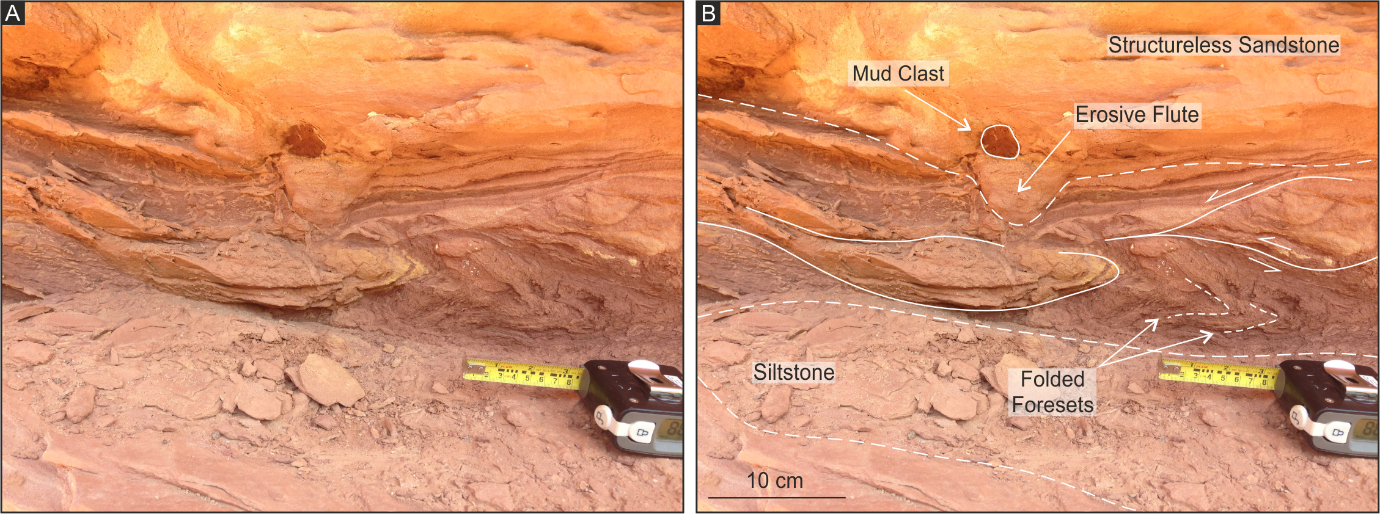 A
B
Structureless Sandstone
Mud Clast
Erosive Flute
Siltstone
Folded
Foresets
10 cm